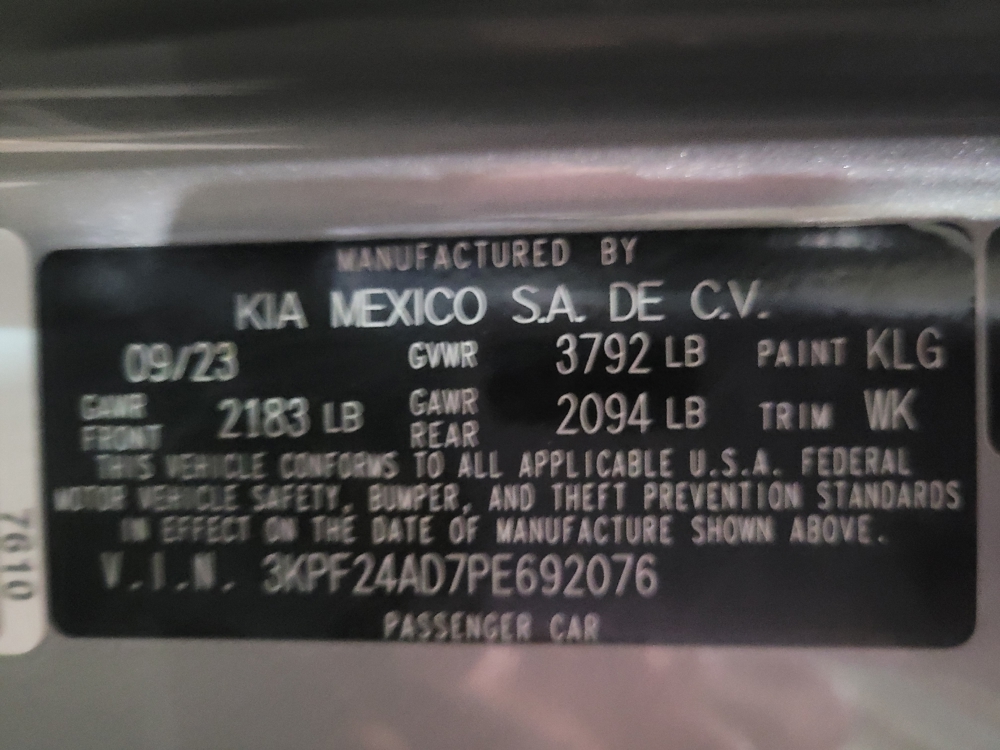 MANUFACTURED BY
KIA MEXICO S.A. DE C.V.
09/23 GVWR 3792 LB PAINT KLG
GAWR FRONT 2183 LB GAWR REAR 2094 LB TRIM WK
THIS VEHICLE CONFORMS TO ALL APPLICABLE U.S.A. FEDERAL
MOTOR VEHICLE SAFETY, BUMPER, AND THEFT PREVENTION STANDARDS
IN EFFECT ON THE DATE OF MANUFACTURE SHOWN ABOVE.
V.I.N. 3KPF24AD7PE692076
PASSENGER CAR
7610